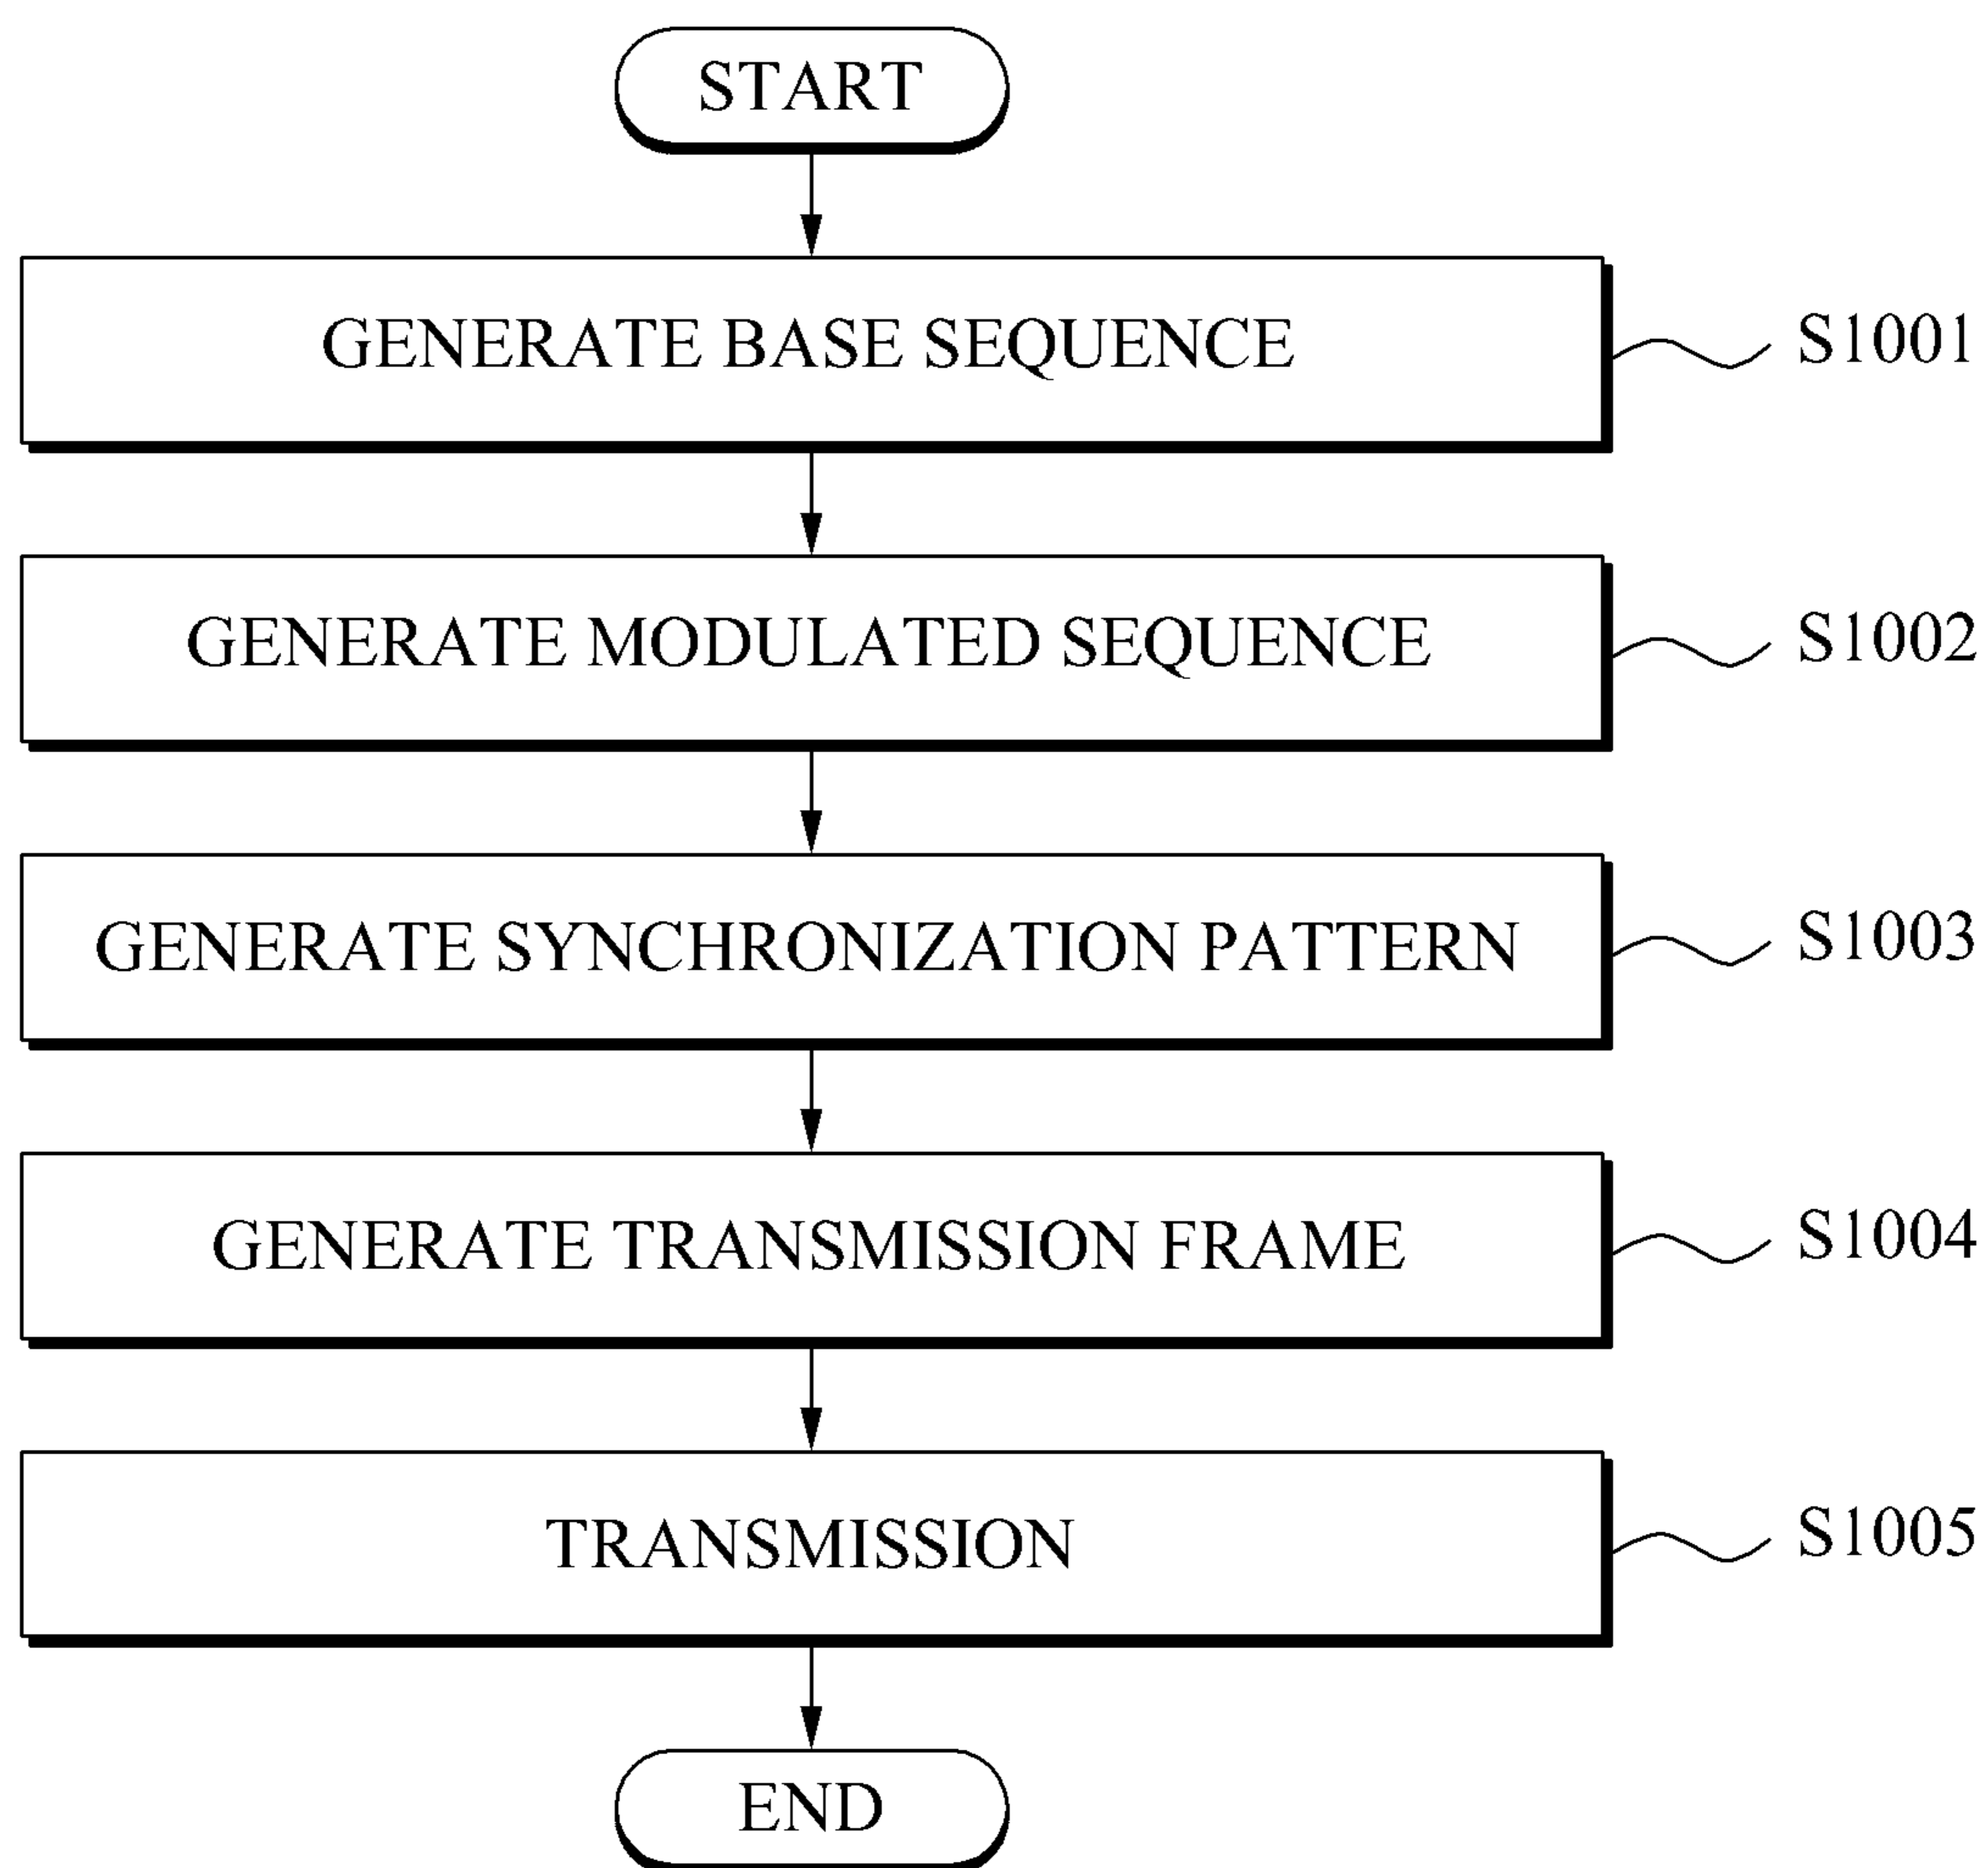 START
GENERATE BASE SEQUENCE
S1001
GENERATE MODULATED SEQUENCE
S1002
GENERATE SYNCHRONIZATION PATTERN
S1003
GENERATE TRANSMISSION FRAME
S1004
TRANSMISSION
S1005
END